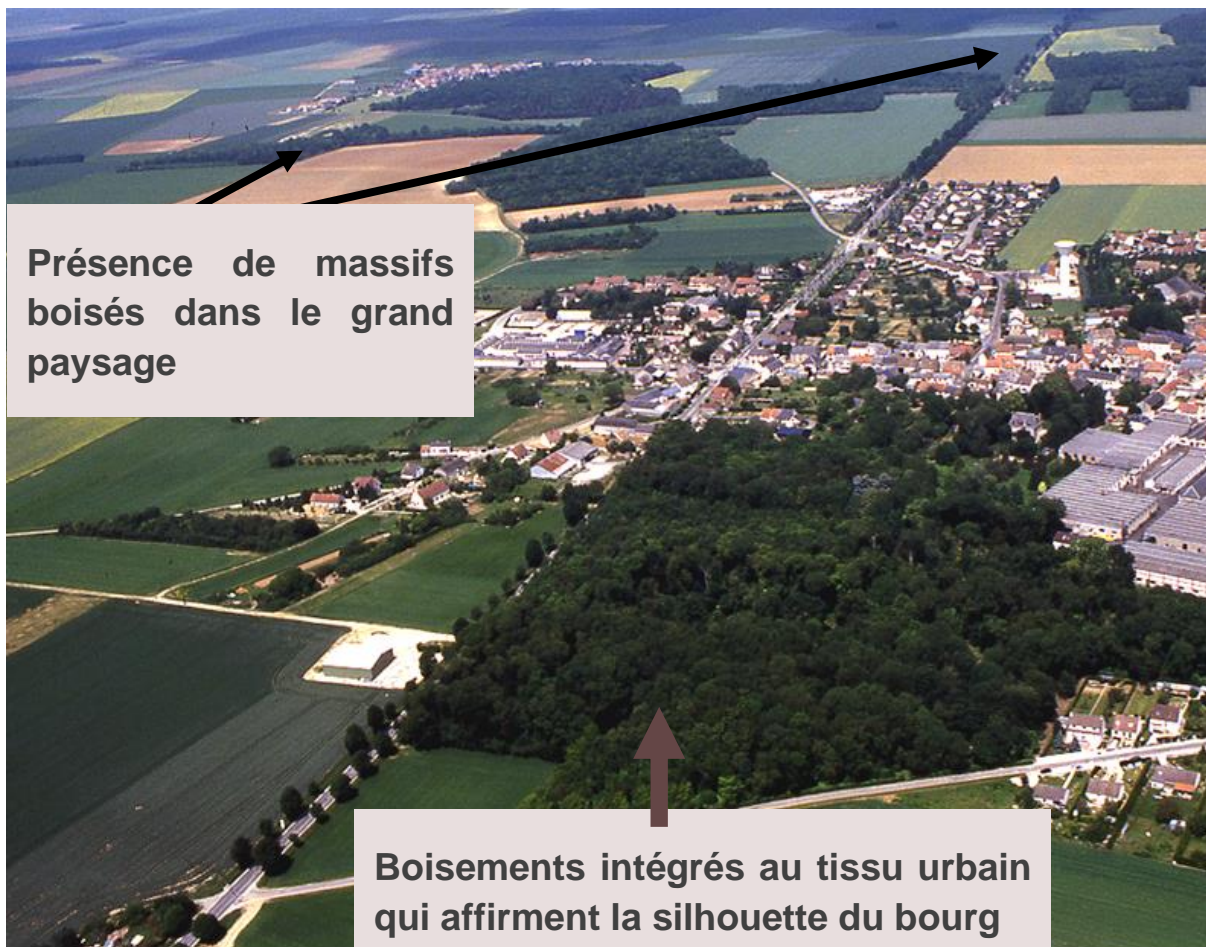 Présence de massifs
boisés dans le grand
paysage
Boisements intégrés au tissu urbain
qui affirment la silhouette du bourg